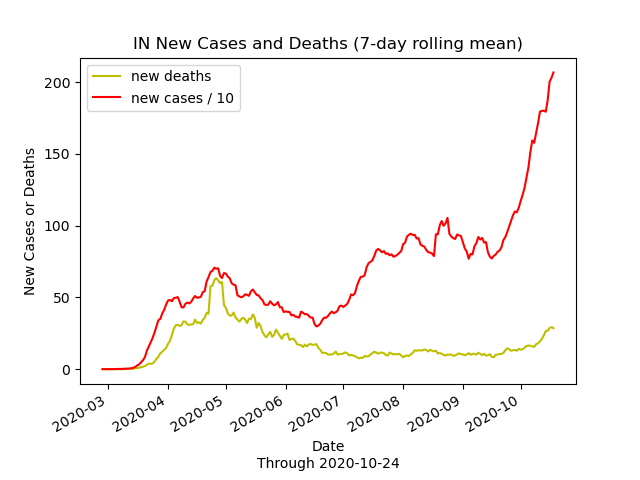 IN New Cases and Deaths (7-day rolling mean)
new deaths
new cases / 10
New Cases or Deaths
200
150
100
50
0
2020-03
2020-04
2020-05
2020-06
2020-07
2020-08
2020-09
2020-10
Date
Through 2020-10-24